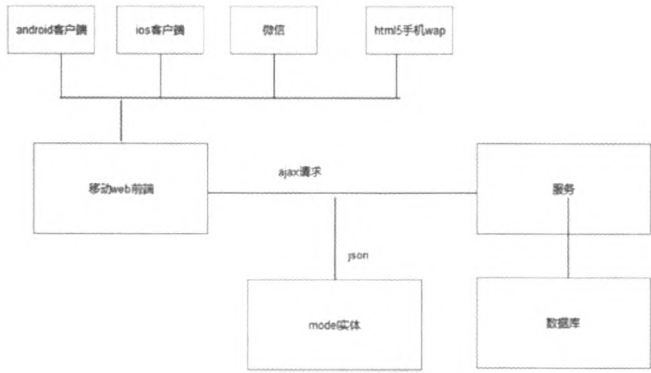 android客户端
ios客户端
微信
html5手机wap
移动web前端
ajax请求
服务
json
model实体
数据库